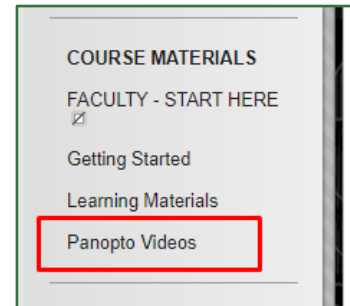 COURSE MATERIALS
FACULTY - START HERE
Getting Started
Learning Materials
Panopto Videos